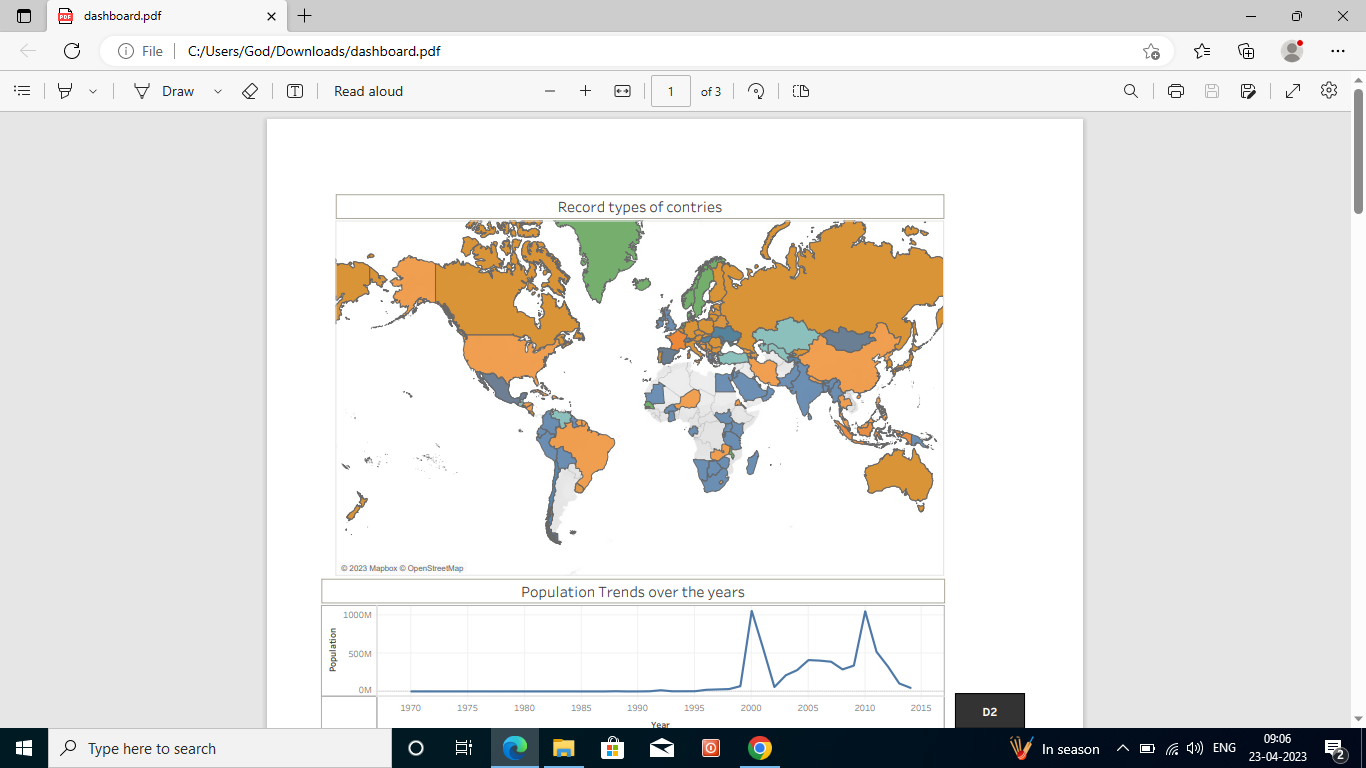 dashboard.pdf
File
C:/Users/God/Downloads/dashboard.pdf
Draw
Read aloud
1 of 3
Record types of contries
© 2023 Mapbox © OpenStreetMap
Population Trends over the years
1000M
500M
0M
Population
1970 1975 1980 1985 1990 1995 2000 2005 2010 2015
Year
D2
Type here to search
In season
ENG
09:06
23-04-2023
2